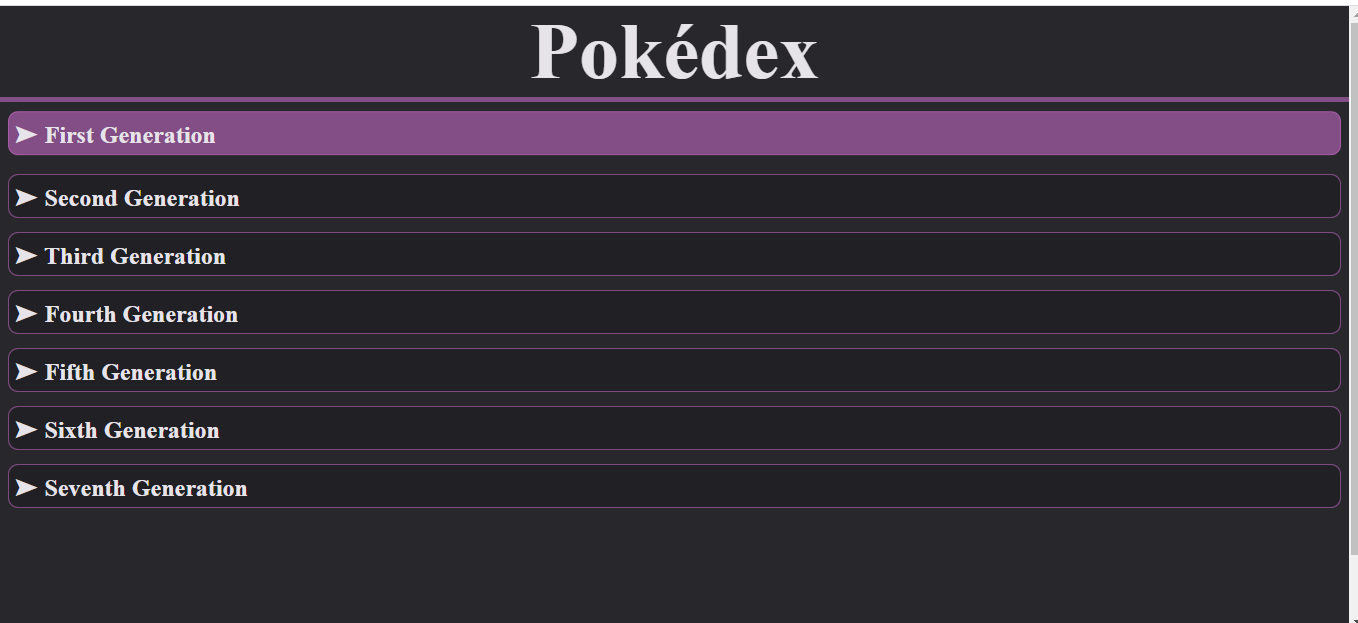 Pokédex
➤ First Generation
➤ Second Generation
➤ Third Generation
➤ Fourth Generation
➤ Fifth Generation
➤ Sixth Generation
➤ Seventh Generation